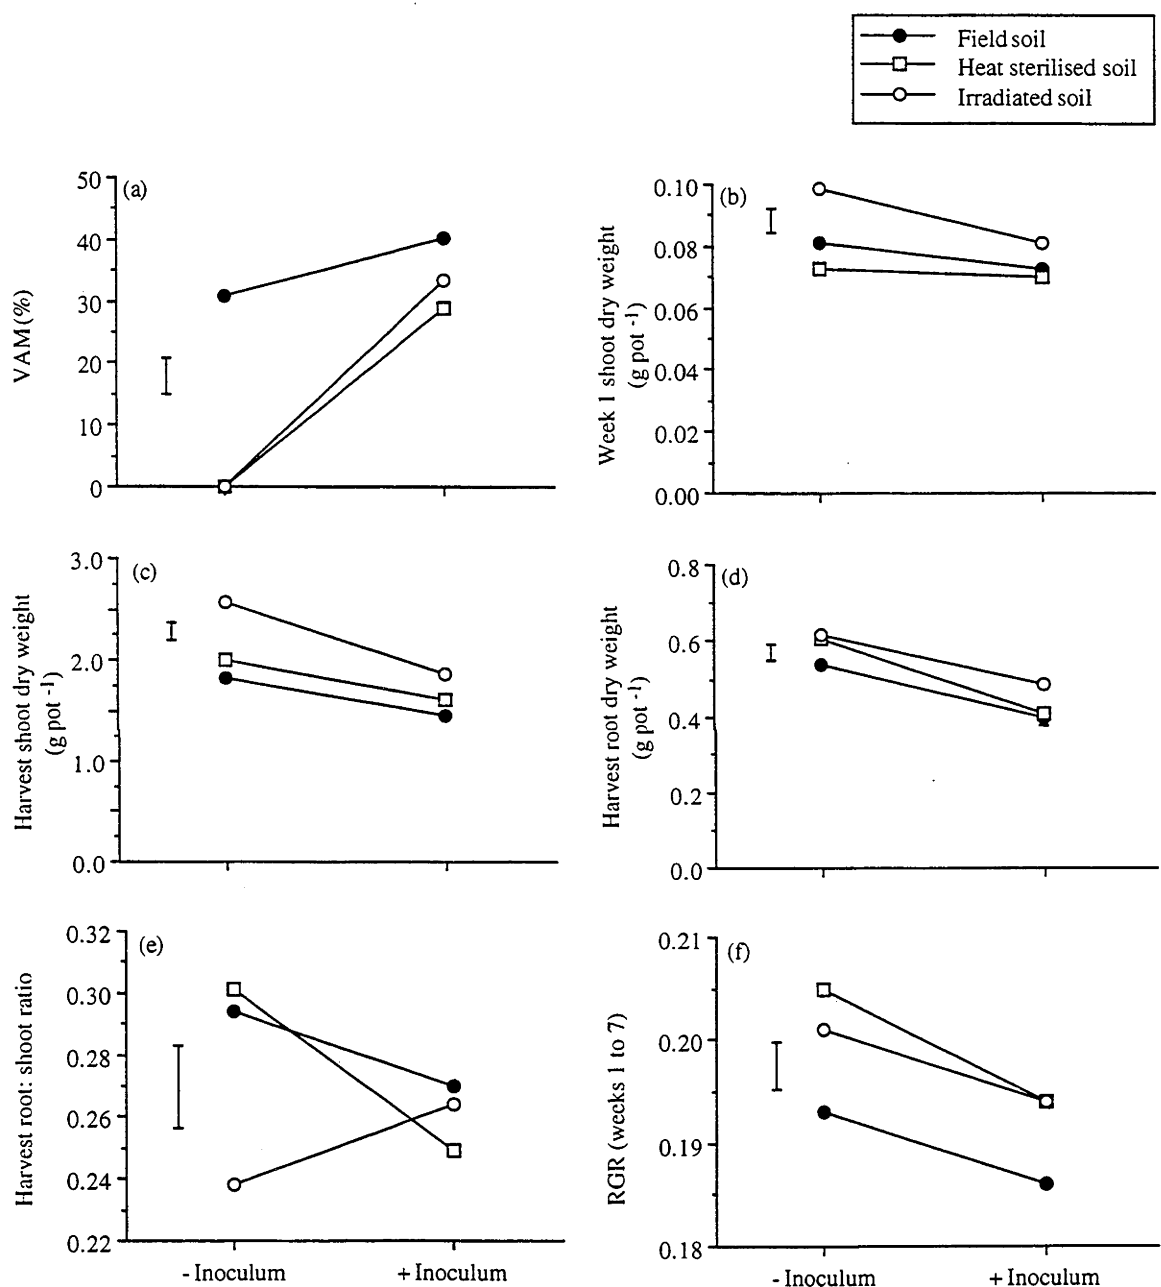 Field soil
Heat sterilised soil
Irradiated soil
(a)
VAM (%)
50
40
30
20
10
0
(b)
Week 1 shoot dry weight
(g pot -1)
0.10
0.08
0.06
0.04
0.02
0.00
(c)
Harvest shoot dry weight
(g pot -1)
3.0
2.0
1.0
0.0
(d)
Harvest root dry weight
(g pot -1)
0.8
0.6
0.4
0.2
0.0
(e)
Harvest root: shoot ratio
0.32
0.30
0.28
0.26
0.24
0.22
- Inoculum + Inoculum
(f)
RGR (weeks 1 to 7)
0.21
0.20
0.19
0.18
- Inoculum + Inoculum